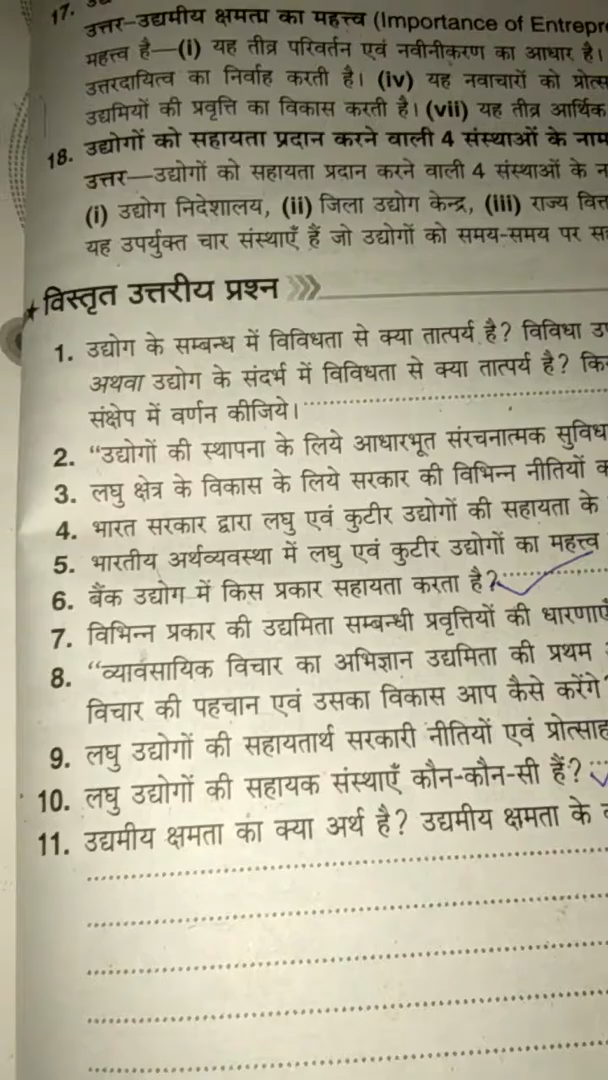 17.
उत्तर–उद्यमीय क्षमता का महत्त्व (Importance of
महत्त्व है—(i) यह तीव्र परिवर्तन एवं नवीनीकरण का आधार है।
उत्तरदायित्व का निर्वाह करती है। (iv) यह नवाचारों को
उद्यमियों की प्रवृत्ति का विकास करती है। (vii) यह तीव्र आर्थिक
18. उद्योगों को सहायता प्रदान करने वाली 4 संस्थाओं के नाम
उत्तर—उद्योगों को सहायता प्रदान करने वाली 4 संस्थाओं के
(i) उद्योग निदेशालय, (ii) जिला उद्योग केन्द्र, (iii) राज्य
यह उपर्युक्त चार संस्थाएँ हैं जो उद्योगों को समय-समय पर
विस्तृत उत्तरीय प्रश्न
1. उद्योग के सम्बन्ध में विविधता से क्या तात्पर्य है? विविधा
अथवा उद्योग के संदर्भ में विविधता से क्या तात्पर्य है?
संक्षेप में वर्णन कीजिये।
2. “उद्योगों की स्थापना के लिये आधारभूत संरचनात्मक
3. लघु क्षेत्र के विकास के लिये सरकार की विभिन्न नीतियों
4. भारत सरकार द्वारा लघु एवं कुटीर उद्योगों की सहायता के
5. भारतीय अर्थव्यवस्था में लघु एवं कुटीर उद्योगों का महत्त्व
6. बैंक उद्योग में किस प्रकार सहायता करता है?
7. विभिन्न प्रकार की उद्यमिता सम्बन्धी प्रवृत्तियों की धारणाएँ
8. “व्यावसायिक विचार का अभिज्ञान उद्यमिता की प्रथम
विचार की पहचान एवं उसका विकास आप कैसे करेंगे
9. लघु उद्योगों की सहायतार्थ सरकारी नीतियों एवं
10. लघु उद्योगों की सहायक संस्थाएँ कौन-कौन-सी हैं?
11. उद्यमीय क्षमता का क्या अर्थ है? उद्यमीय क्षमता के